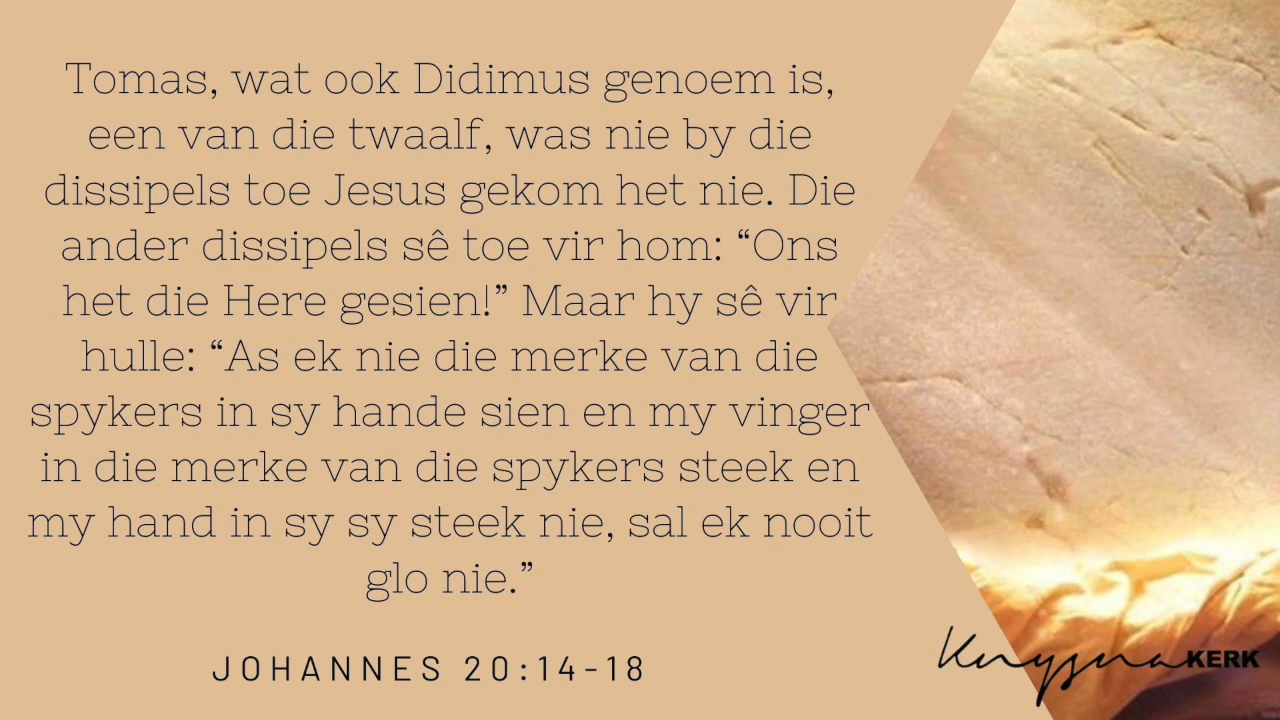 Tomas, wat ook Didimus genoem is,
een van die twaalf, was nie by die
dissipels toe Jesus gekom het nie. Die
ander dissipels sê toe vir hom: “Ons
het die Here gesien!” Maar hy sê vir
hulle: “As ek nie die merke van die
spykers in sy hande sien en my vinger
in die merke van die spykers steek en
my hand in sy sy steek nie, sal ek nooit
glo nie.”
JOHANNES 20:14-18
Knysna KERK